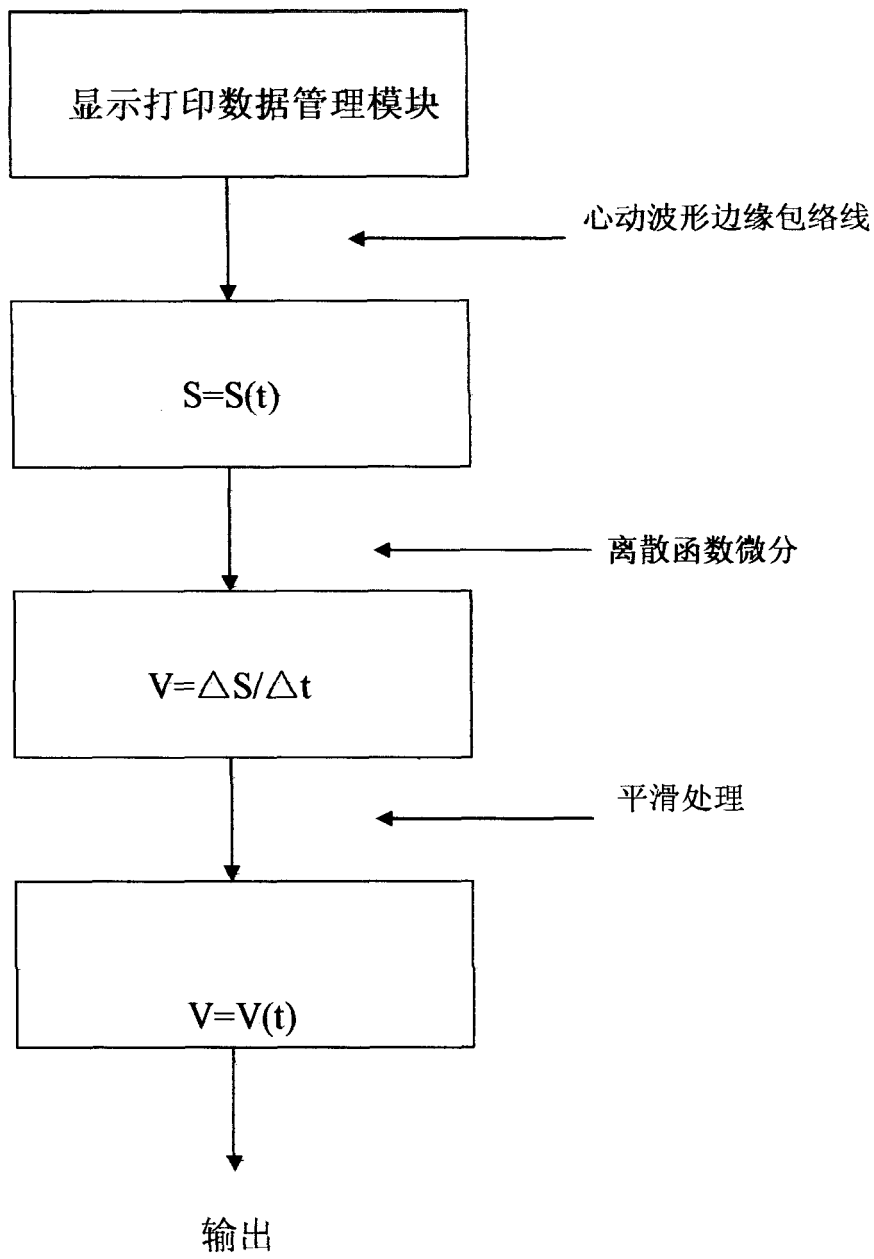 显示打印数据管理模块
心动波形边缘包络线
S=S(t)
离散函数微分
V=△S/△t
平滑处理
V=V(t)
输出